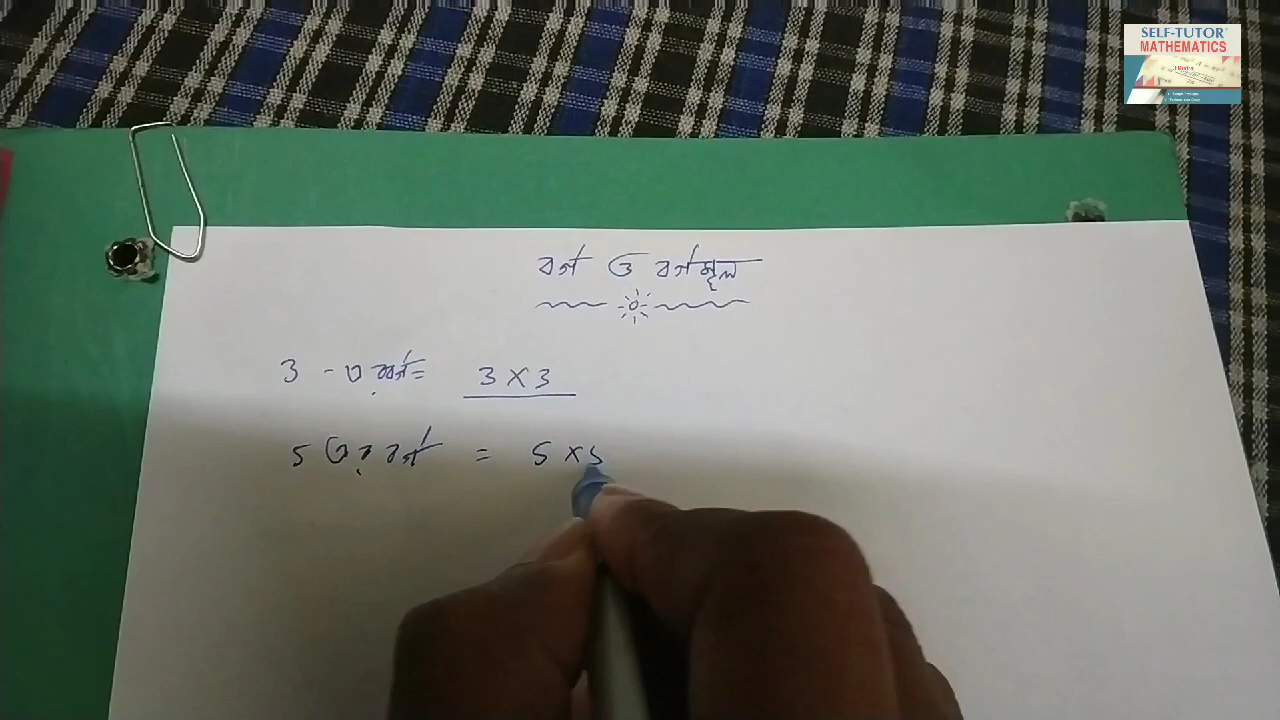 SELF-TUTOR
MATHEMATICS
বর্গ ও বর্গমূল
3 - এর বর্গ = 3 × 3
5 এর বর্গ = 5 × 5